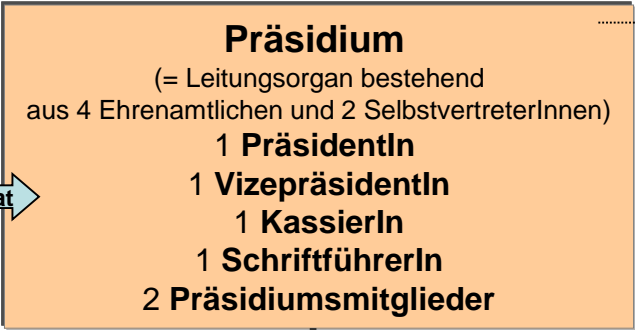 Präsidium
(= Leitungsorgan bestehend
aus 4 Ehrenamtlichen und 2 SelbstvertreterInnen)
1 PräsidentIn
1 VizepräsidentIn
at
1 KassierIn
1 SchriftführerIn
2 Präsidiumsmitglieder